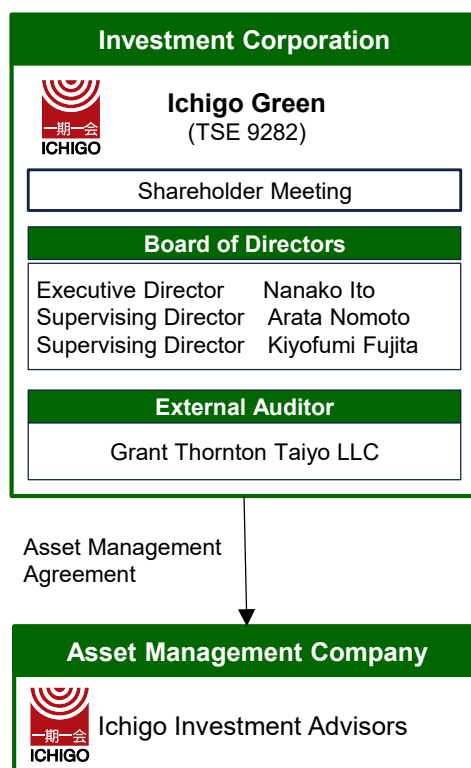 Investment Corporation
一期一会
ICHIGO
Ichigo Green
(TSE 9282)
Shareholder Meeting
Board of Directors
Executive Director Nanako Ito
Supervising Director Arata Nomoto
Supervising Director Kiyofumi Fujita
External Auditor
Grant Thornton Taiyo LLC
Asset Management
Agreement
Asset Management Company
一期一会
ICHIGO
Ichigo Investment Advisors